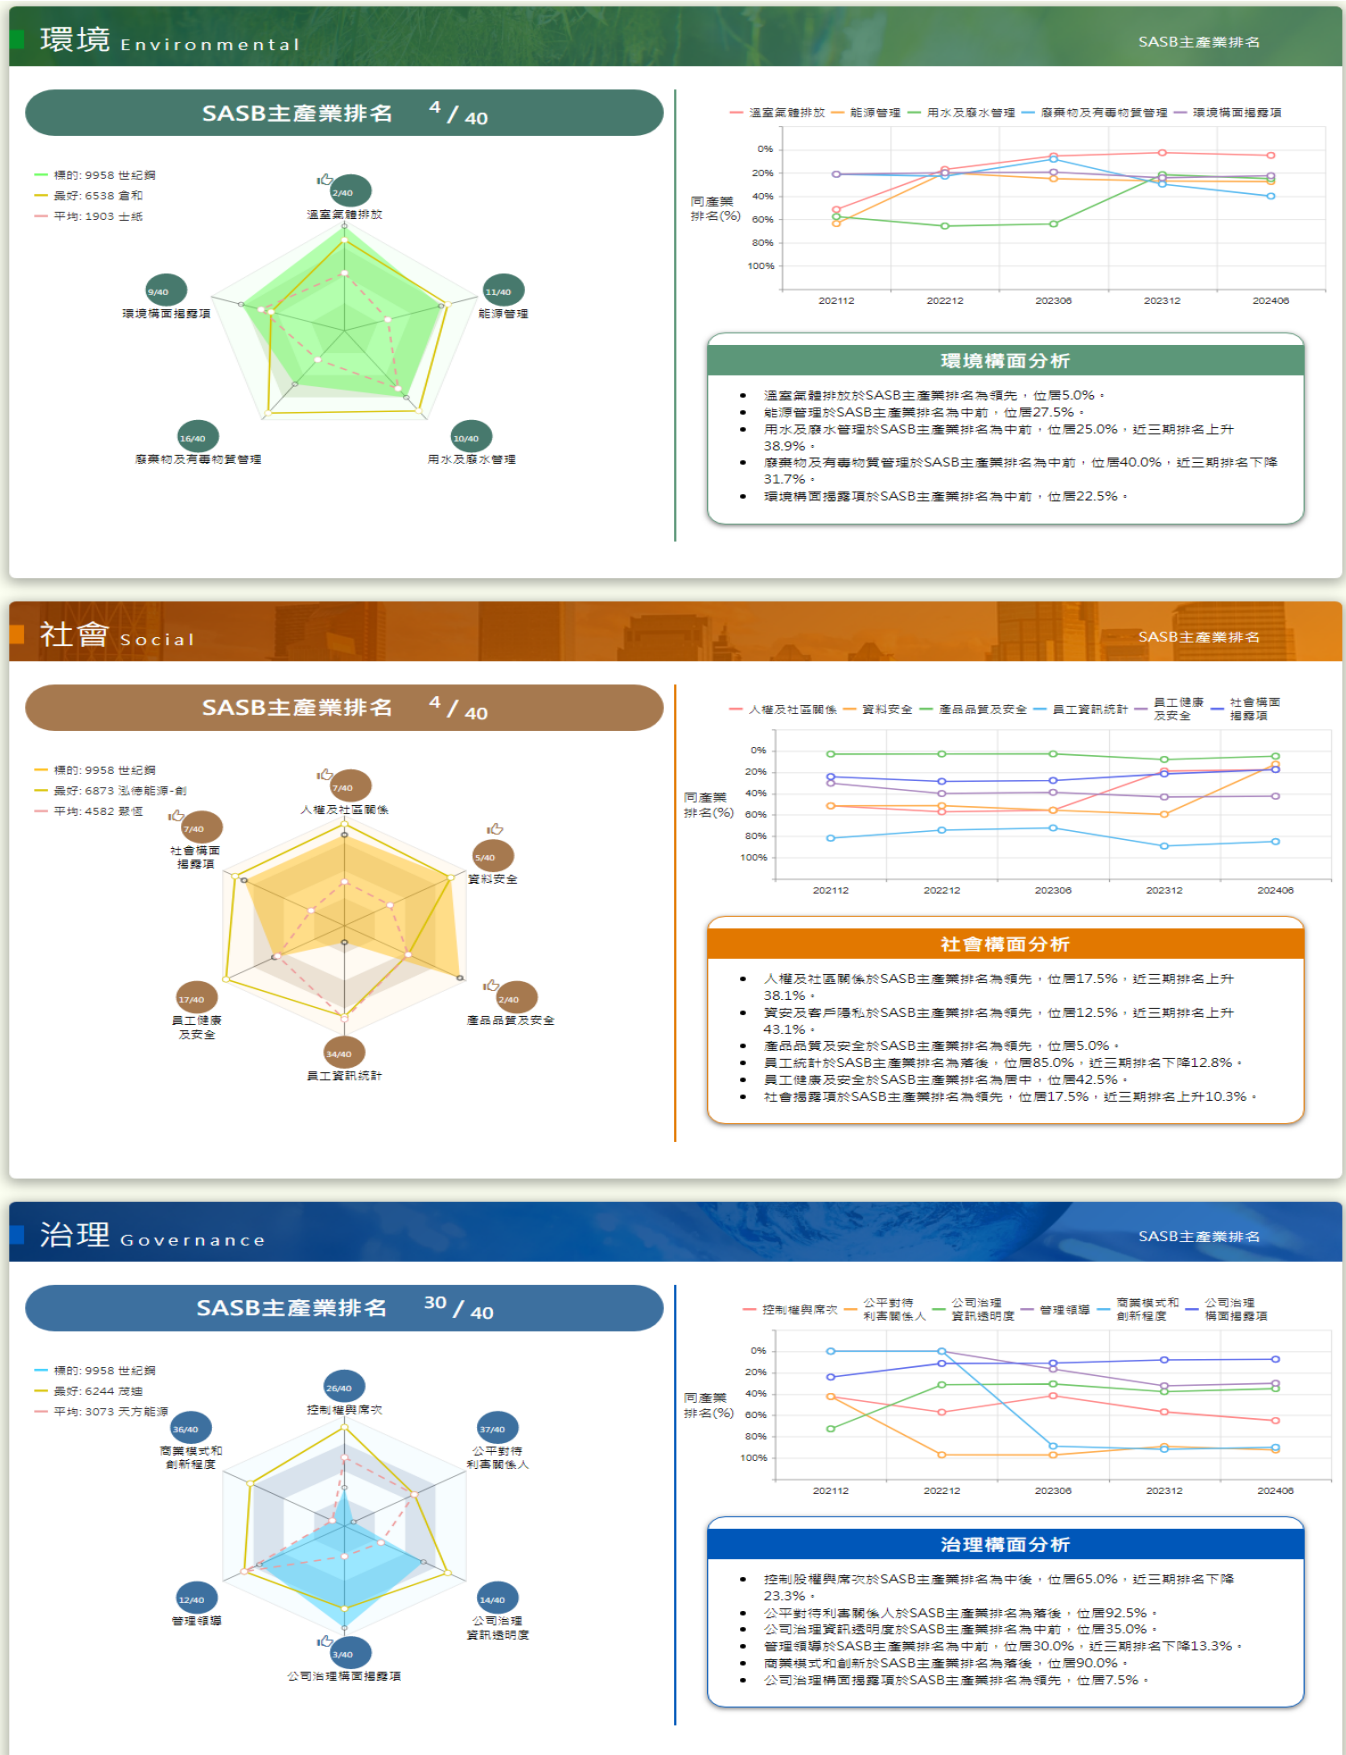 環境 Environmental
SASB主產業排名
SASB主產業排名 4 / 40
標的: 9958 世紀鋼
最好: 6538 倉和
平均: 1903 士紙
2/40
溫室氣體排放
9/40
環境構面揭露項
11/40
能源管理
16/40
廢棄物及有毒物質管理
10/40
用水及廢水管理
溫室氣體排放 能源管理 用水及廢水管理 廢棄物及有毒物質管理 環境構面揭露項
同產業
排名(%)
0%
20%
40%
60%
80%
100%
202112 202212 202306 202312 202406
環境構面分析
• 溫室氣體排放於SASB主產業排名為領先，位居5.0%。
• 能源管理於SASB主產業排名為中前，位居27.5%。
• 用水及廢水管理於SASB主產業排名為中前，位居25.0%，近三期排名上升
38.9%。
• 廢棄物及有毒物質管理於SASB主產業排名為中前，位居40.0%，近三期排名下降
31.7%。
• 環境構面揭露項於SASB主產業排名為中前，位居22.5%。
社會 Social
SASB主產業排名
SASB主產業排名 4 / 40
標的: 9958 世紀鋼
最好: 6873 泓德能源-創
平均: 4582 聚恆
7/40
人權及社區關係
7/40
社會構面
揭露項
5/40
資料安全
17/40
員工健康
及安全
2/40
產品品質及安全
34/40
員工資訊統計
人權及社區關係 資料安全 產品品質及安全 員工資訊統計 員工健康
及安全 社會構面
揭露項
同產業
排名(%)
0%
20%
40%
60%
80%
100%
202112 202212 202306 202312 202406
社會構面分析
• 人權及社區關係於SASB主產業排名為領先，位居17.5%，近三期排名上升
38.1%。
• 資安及客戶隱私於SASB主產業排名為領先，位居12.5%，近三期排名上升
43.1%。
• 產品品質及安全於SASB主產業排名為領先，位居5.0%。
• 員工統計於SASB主產業排名為落後，位居85.0%，近三期排名下降12.8%。
• 員工健康及安全於SASB主產業排名為居中，位居42.5%。
• 社會揭露項於SASB主產業排名為領先，位居17.5%，近三期排名上升10.3%。
治理 Governance
SASB主產業排名
SASB主產業排名 30 / 40
標的: 9958 世紀鋼
最好: 6244 茂迪
平均: 3073 天方能源
26/40
控制權與席次
36/40
商業模式和
創新程度
37/40
公平對待
利害關係人
12/40
管理領導
14/40
公司治理
資訊透明度
3/40
公司治理構面揭露項
控制權與席次 公平對待
利害關係人 公司治理
資訊透明度 管理領導 商業模式和
創新程度 公司治理
構面揭露項
同產業
排名(%)
0%
20%
40%
60%
80%
100%
202112 202212 202306 202312 202406
治理構面分析
• 控制股權與席次於SASB主產業排名為中後，位居65.0%，近三期排名下降
23.3%。
• 公平對待利害關係人於SASB主產業排名為落後，位居92.5%。
• 公司治理資訊透明度於SASB主產業排名為中前，位居35.0%。
• 管理領導於SASB主產業排名為中前，位居30.0%，近三期排名下降13.3%。
• 商業模式和創新於SASB主產業排名為落後，位居90.0%。
• 公司治理構面揭露項於SASB主產業排名為領先，位居7.5%。